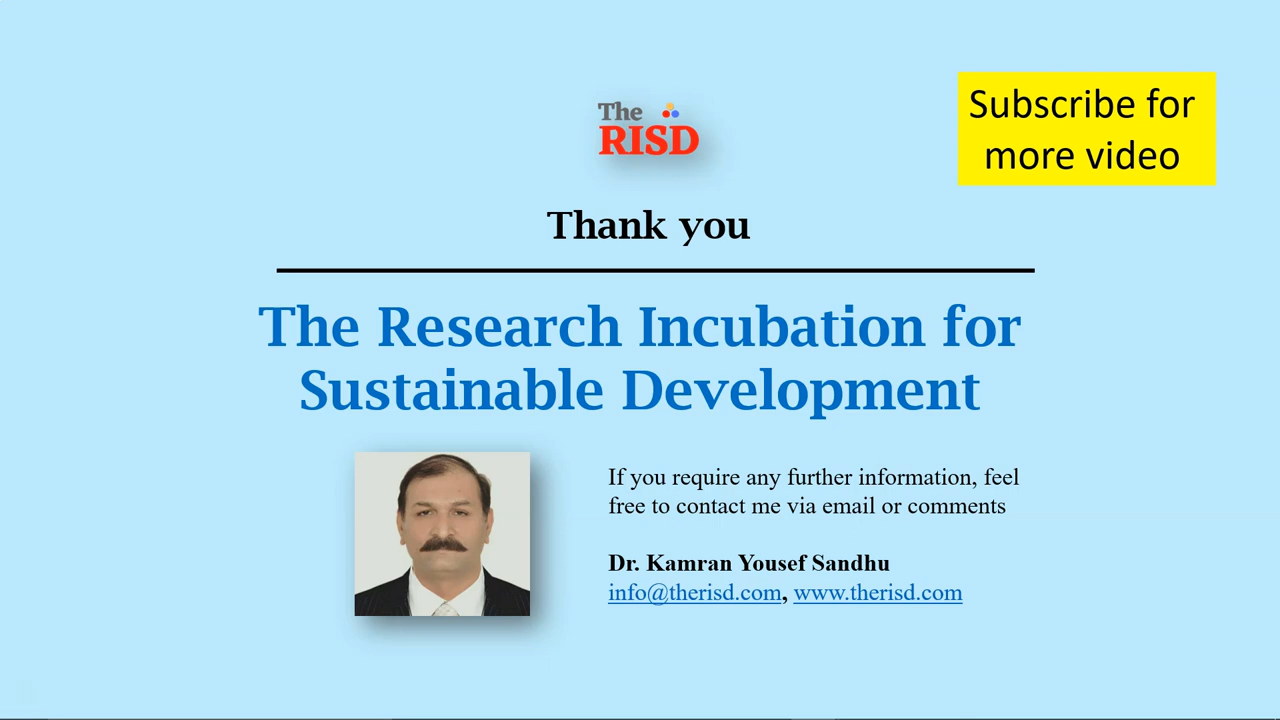 The
RISD
Subscribe for
more video
Thank you
The Research Incubation for
Sustainable Development
If you require any further information, feel
free to contact me via email or comments
Dr. Kamran Yousef Sandhu
info@therisd.com, www.therisd.com